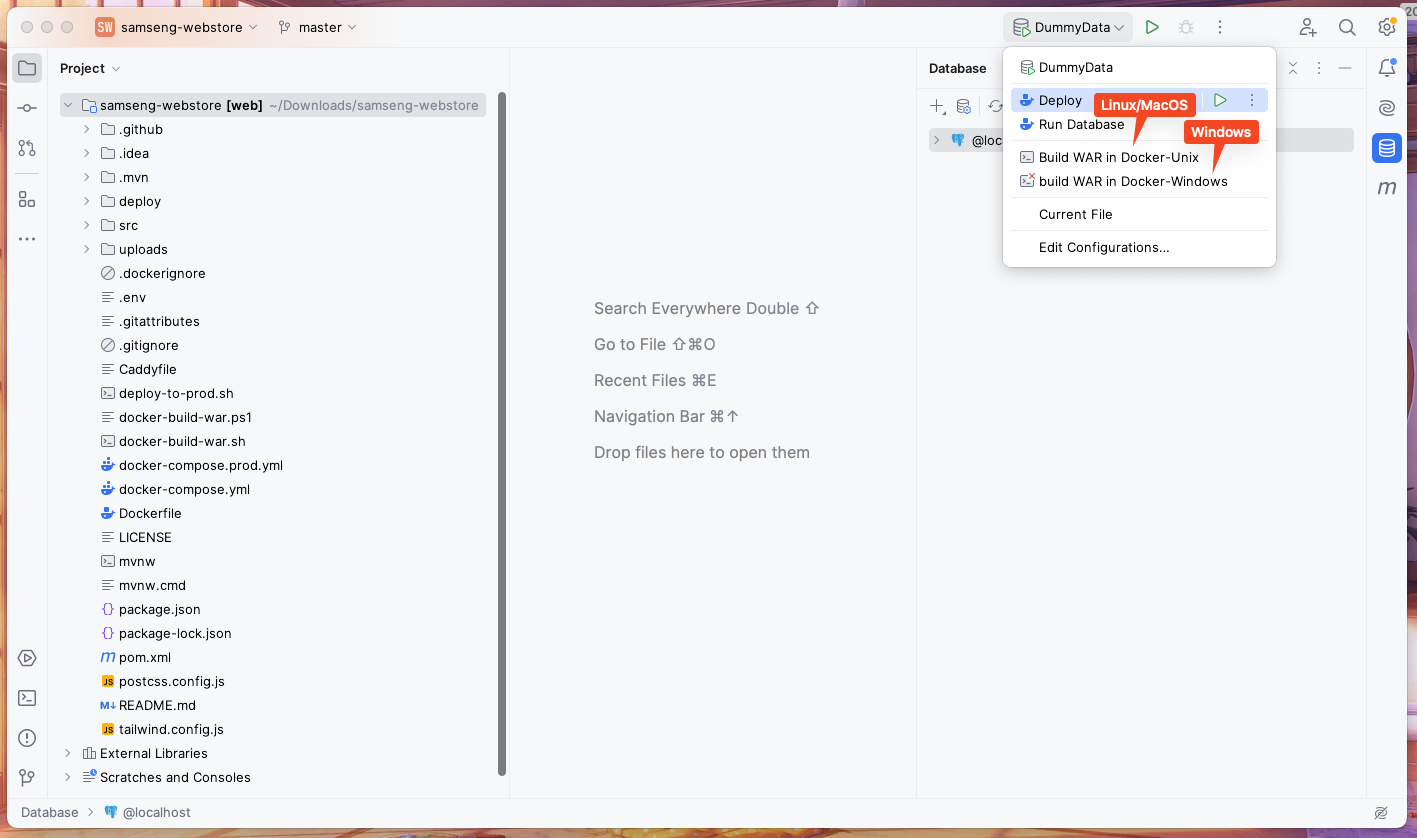 20
SW samseng-webstore master DummyData
Project
samseng-webstore [web] ~/Downloads/samseng-webstore
.github
.idea
.mvn
deploy
src
uploads
.dockerignore
.env
.gitattributes
.gitignore
Caddyfile
deploy-to-prod.sh
docker-build-war.ps1
docker-build-war.sh
docker-compose.prod.yml
docker-compose.yml
Dockerfile
LICENSE
mvnw
mvnw.cmd
package.json
package-lock.json
m pom.xml
JS postcss.config.js
M↓ README.md
JS tailwind.config.js
External Libraries
Scratches and Consoles
Search Everywhere Double ⇧
Go to File ⇧⌘O
Recent Files ⌘E
Navigation Bar ⌘↑
Drop files here to open them
Database
@loc
DummyData
Deploy
Linux/MacOS
Run Database
Windows
Build WAR in Docker-Unix
build WAR in Docker-Windows
Current File
Edit Configurations...
m
Database @localhost